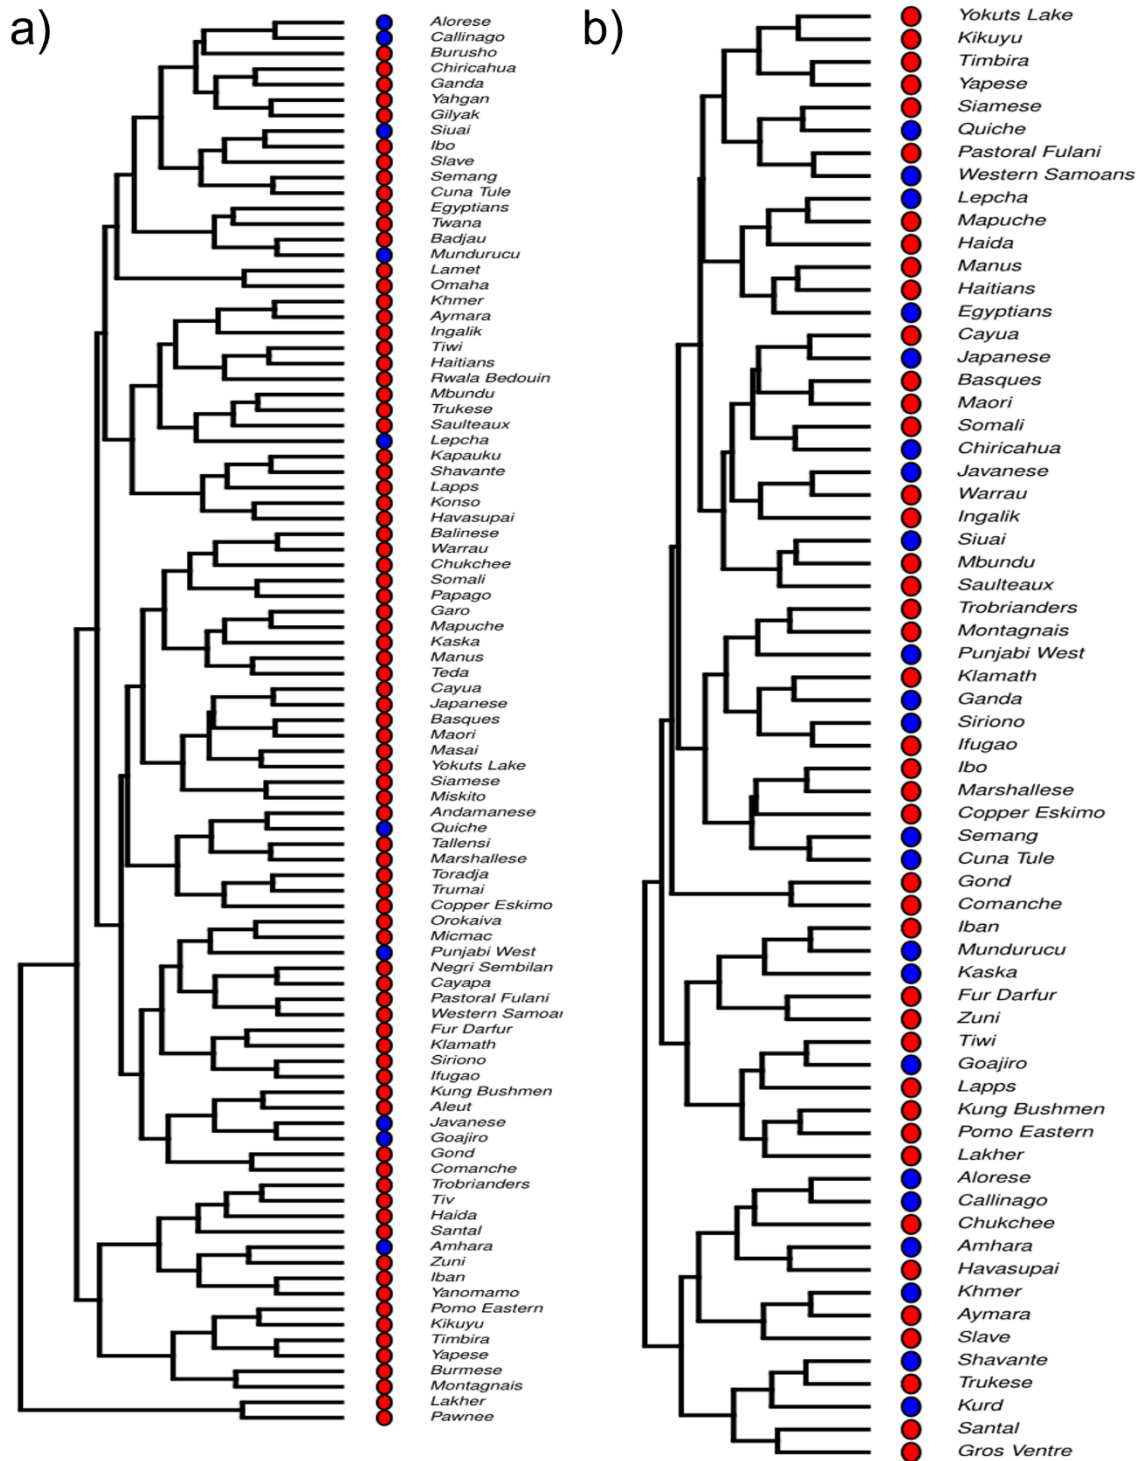 a)
Alorese
Callinago
Burusho
Chiricahua
Ganda
Yahgan
Gilyak
Siuai
Ibo
Slave
Semang
Cuna Tule
Egyptians
Twana
Badjau
Mundurucu
Lamet
Omaha
Khmer
Aymara
Ingalik
Tiwi
Haitians
Rwala Bedouin
Mbundu
Trukese
Saulteaux
Lepcha
Kapauku
Shavante
Lapps
Konso
Havasupai
Balinese
Warrau
Chukchee
Somali
Papago
Garo
Mapuche
Kaska
Manus
Teda
Cayua
Japanese
Basques
Maori
Masai
Yokuts Lake
Siamese
Miskito
Andamanese
Quiche
Tallensi
Marshallese
Toradja
Trumai
Copper Eskimo
Orokaiva
Micmac
Punjabi West
Negri Sembilan
Cayapa
Pastoral Fulani
Western Samoar
Fur Darfur
Klamath
Siriono
Ifugao
Kung Bushmen
Aleut
Javanese
Goajiro
Gond
Comanche
Trobrianders
Tiv
Haida
Santal
Amhara
Zuni
Iban
Yanomamo
Pomo Eastern
Kikuyu
Timbira
Yapese
Burmese
Montagnais
Lakher
Pawnee
b)
Yokuts Lake
Kikuyu
Timbira
Yapese
Siamese
Quiche
Pastoral Fulani
Western Samoans
Lepcha
Mapuche
Haida
Manus
Haitians
Egyptians
Cayua
Japanese
Basques
Maori
Somali
Chiricahua
Javanese
Warrau
Ingalik
Siuai
Mbundu
Saulteaux
Trobrianders
Montagnais
Punjabi West
Klamath
Ganda
Siriono
Ifugao
Ibo
Marshallese
Copper Eskimo
Semang
Cuna Tule
Gond
Comanche
Iban
Mundurucu
Kaska
Fur Darfur
Zuni
Tiwi
Goajiro
Lapps
Kung Bushmen
Pomo Eastern
Lakher
Alorese
Callinago
Chukchee
Amhara
Havasupai
Khmer
Aymara
Slave
Shavante
Trukese
Kurd
Santal
Gros Ventre